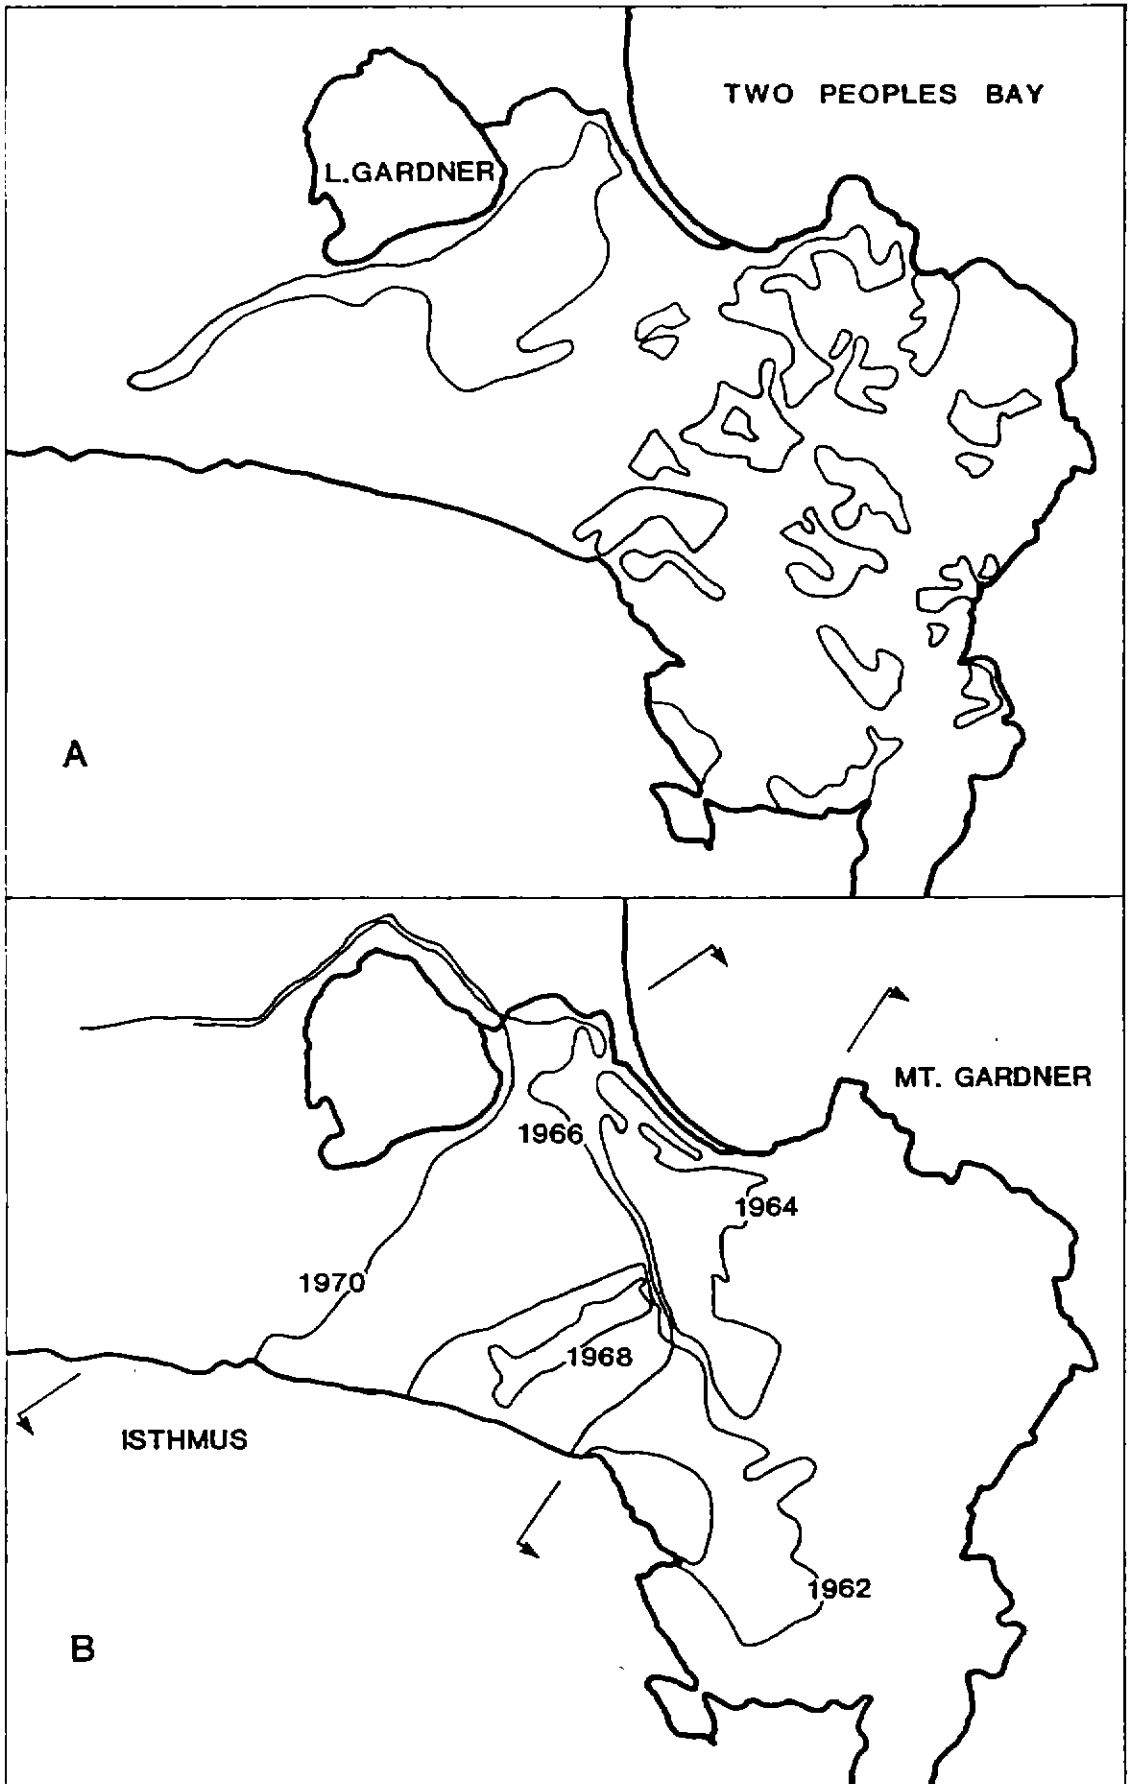 TWO PEOPLES BAY
L.GARDNER
A
MT. GARDNER
1966
1964
1970
1968
ISTHMUS
1962
B